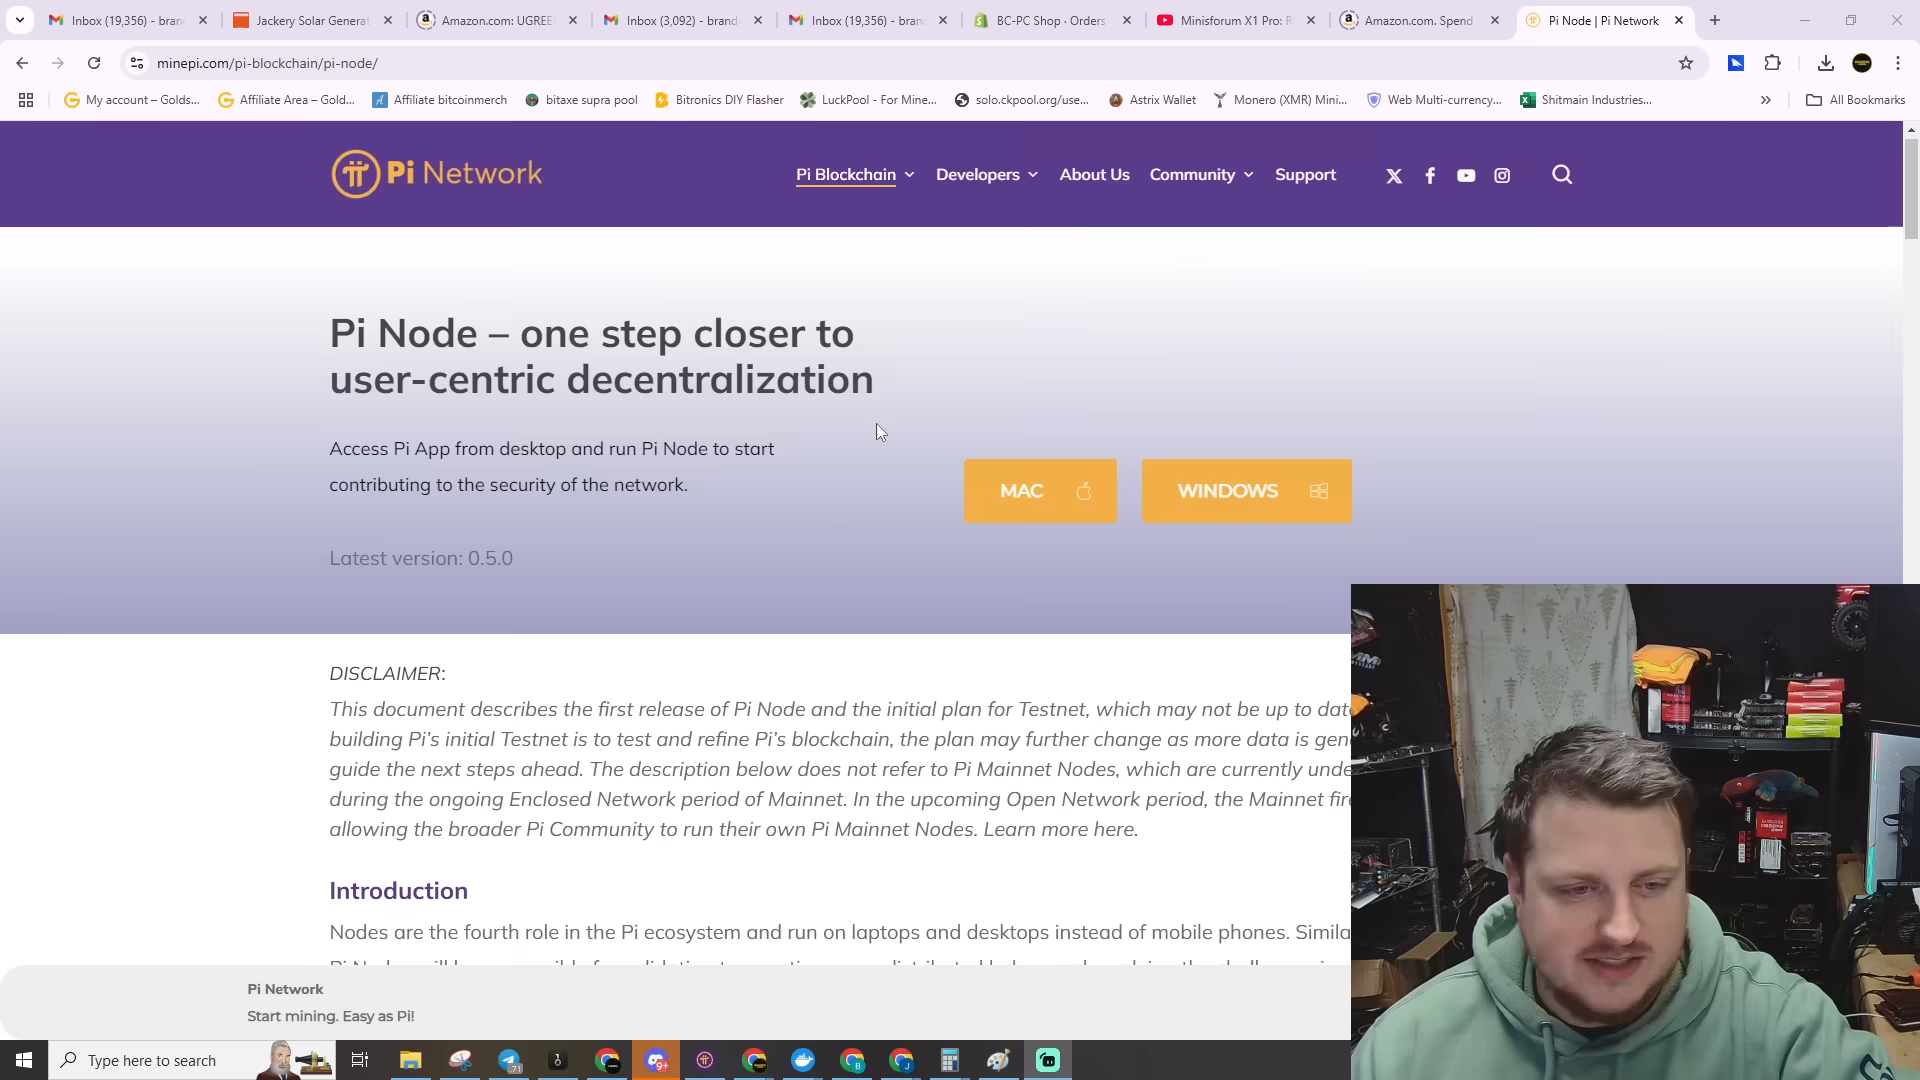 Inbox (19,356) - bran
Jackery Solar Generat
Amazon.com: UGREE
Inbox (3,092) - brand
Inbox (19,356) - bran
BC-PC Shop · Orders
Minisforum X1 Pro: R
Amazon.com. Spend
Pi Node | Pi Network
minepi.com/pi-blockchain/pi-node/
My account – Golds...
Affiliate Area – Gold...
Affiliate bitcoinmerch
bitaxe supra pool
Bitronics DIY Flasher
LuckPool - For Mine...
solo.ckpool.org/use...
Astrix Wallet
Monero (XMR) Mini...
Web Multi-currency...
Shitmain Industries...
All Bookmarks
Pi Network
Pi Blockchain
Developers
About Us
Community
Support
Pi Node – one step closer to
user-centric decentralization
Access Pi App from desktop and run Pi Node to start
contributing to the security of the network.
MAC
WINDOWS
Latest version: 0.5.0
DISCLAIMER:
This document describes the first release of Pi Node and the initial plan for Testnet, which may not be up to dat
building Pi's initial Testnet is to test and refine Pi's blockchain, the plan may further change as more data is gen
guide the next steps ahead. The description below does not refer to Pi Mainnet Nodes, which are currently unde
during the ongoing Enclosed Network period of Mainnet. In the upcoming Open Network period, the Mainnet fire
allowing the broader Pi Community to run their own Pi Mainnet Nodes. Learn more here.
Introduction
Nodes are the fourth role in the Pi ecosystem and run on laptops and desktops instead of mobile phones. Simila
Pi Network
Start mining. Easy as Pi!
Type here to search
71
9+
B
J